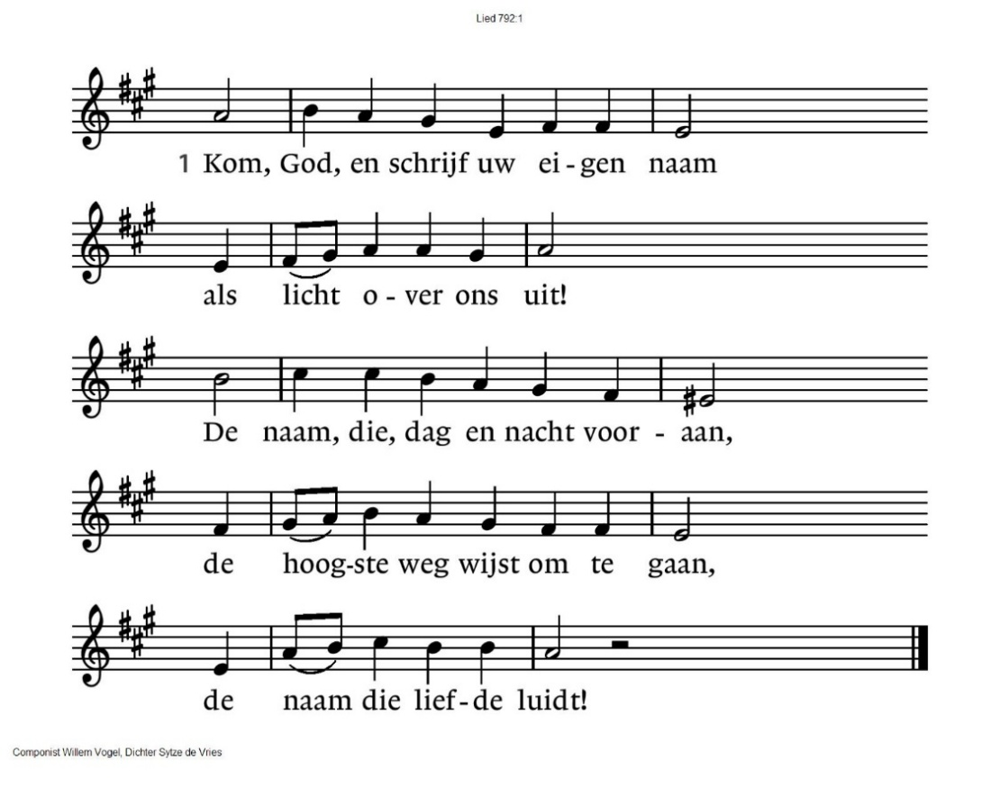 Lied 792:1
1 Kom, God, en schrijf uw ei - gen naam
als licht o - ver ons uit!
De naam, die, dag en nacht voor - aan,
de hoog-ste weg wijst om te gaan,
de naam die lief-de luidt!
Componist Willem Vogel, Dichter Sytze de Vries